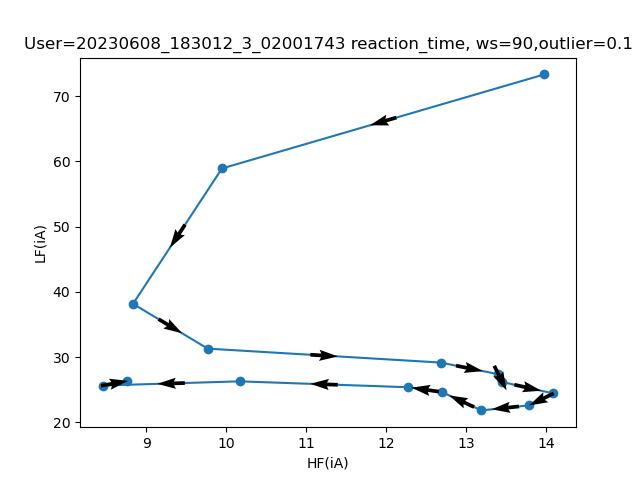 User=20230608_183012_3_02001743 reaction_time, ws=90,outlier=0.1
70
60
50
40
30
20
LF(iA)
9 10 11 12 13 14
HF(iA)